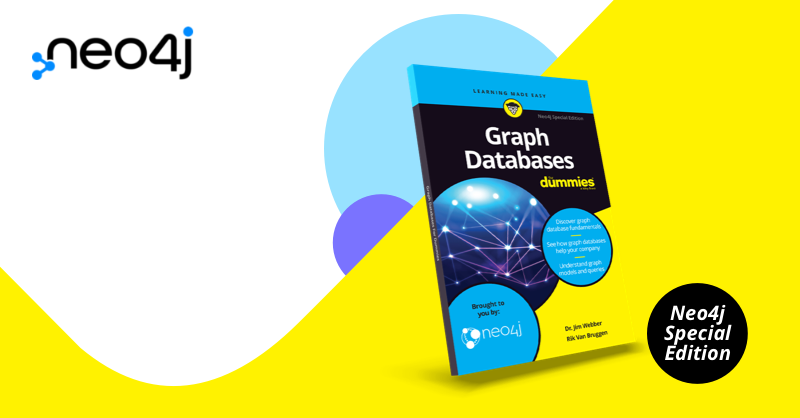 neo4j
LEARNING MADE EASY
Neo4j Special Edition
Graph
Databases
for
dummies
Discover graph
database fundamentals
See how graph databases
help your company
Understand graph
models and queries
Brought to
you by:
neo4j
Dr. Jim Webber
Rik Van Bruggen
Neo4j
Special
Edition